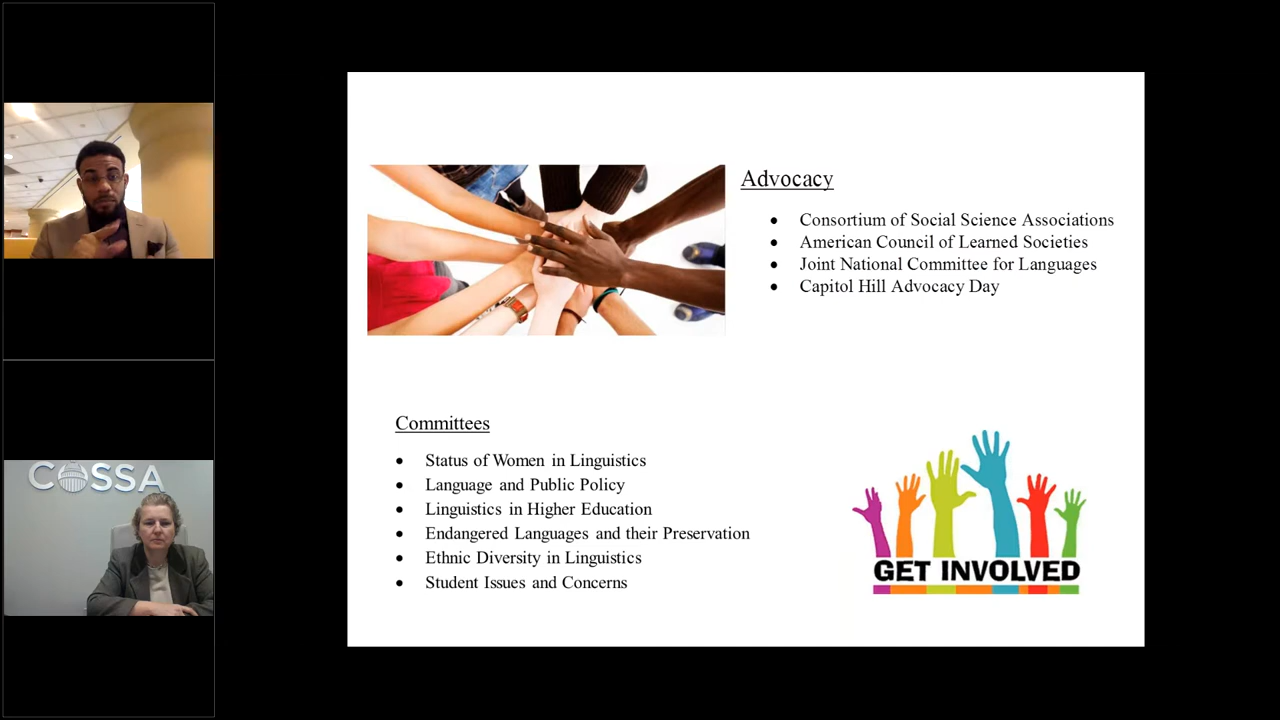 COSSA
Advocacy
• Consortium of Social Science Associations
• American Council of Learned Societies
• Joint National Committee for Languages
• Capitol Hill Advocacy Day
Committees
• Status of Women in Linguistics
• Language and Public Policy
• Linguistics in Higher Education
• Endangered Languages and their Preservation
• Ethnic Diversity in Linguistics
• Student Issues and Concerns
GET INVOLVED